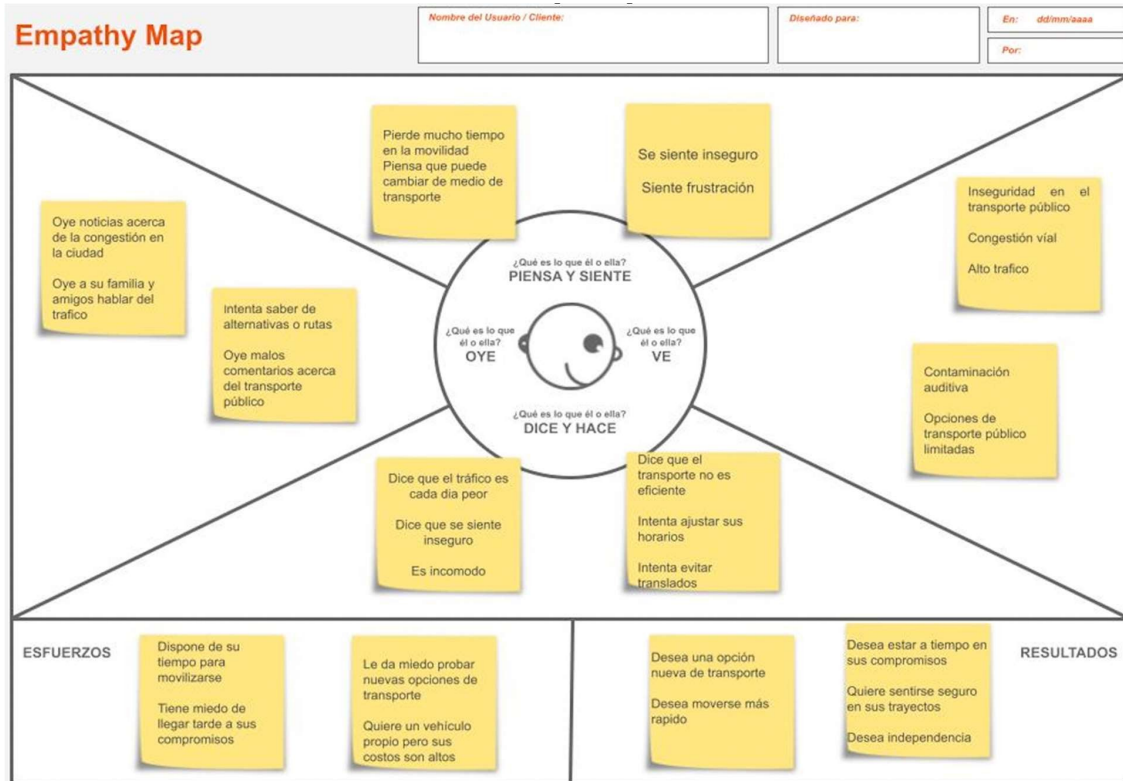 Empathy Map
Nombre del Usuario / Cliente:
Diseñado para:
En: dd/mm/aaaa
Por:
Pierde mucho tiempo
en la movilidad
Piensa que puede
cambiar de medio de
transporte
Se siente inseguro
Siente frustración
Oye noticias acerca
de la congestión en
la ciudad
Oye a su familia y
amigos hablar del
trafico
Intenta saber de
alternativas o rutas
Oye malos
comentarios acerca
del transporte
público
¿Qué es lo que él o ella?
PIENSA Y SIENTE
¿Qué es lo que
él o ella?
OYE
¿Qué es lo que
él o ella?
VE
¿Qué es lo que él o ella?
DICE Y HACE
Inseguridad en el
transporte público
Congestión víal
Alto trafico
Contaminación
auditiva
Opciones de
transporte público
limitadas
Dice que el tráfico es
cada dia peor
Dice que se siente
inseguro
Es incomodo
Dice que el
transporte no es
eficiente
Intenta ajustar sus
horarios
Intenta evitar
translados
ESFUERZOS
Dispone de su
tiempo para
movilizarse
Tiene miedo de
llegar tarde a sus
compromisos
Le da miedo probar
nuevas opciones de
transporte
Quiere un vehículo
propio pero sus
costos son altos
Desea una opción
nueva de transporte
Desea moverse más
rapido
Desea estar a tiempo en
sus compromisos
Quiere sentirse seguro
en sus trayectos
Desea independencia
RESULTADOS